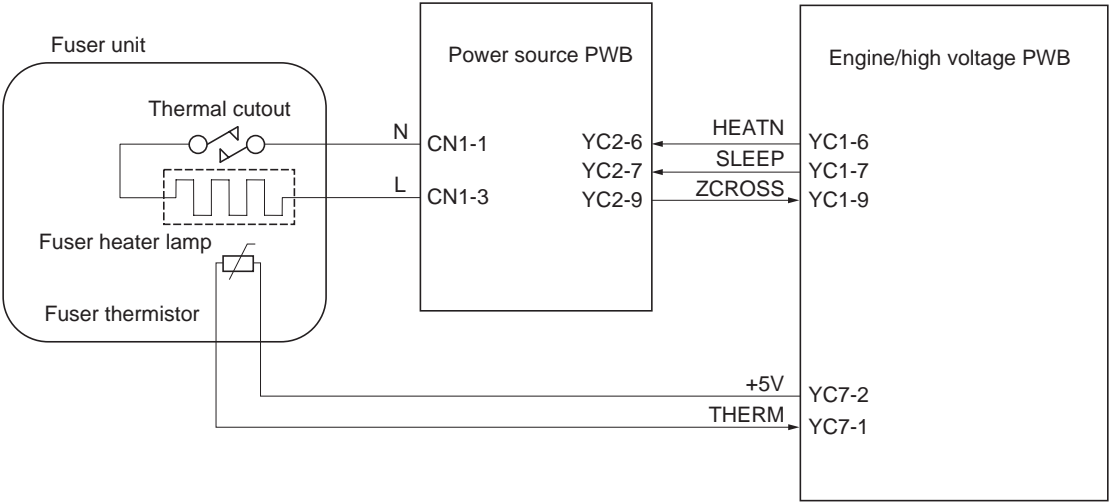 Fuser unit
Power source PWB
Engine/high voltage PWB
Thermal cutout
N
CN1-1
YC2-6
HEATN
YC1-6
YC2-7
SLEEP
YC1-7
L
CN1-3
YC2-9
ZCROSS
YC1-9
Fuser heater lamp
Fuser thermistor
+5V
YC7-2
THERM
YC7-1